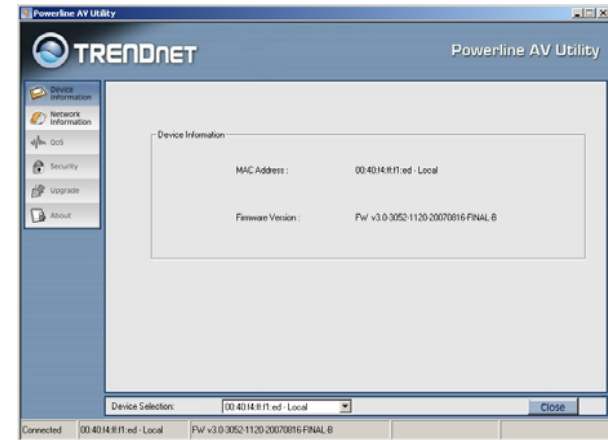 Powerline AV Utility
TRENDNET
Powerline AV Utility
Device Information
Network Information
QoS
Security
Upgrade
About
Device Information
MAC Address : 00:40:f4:ff:f1:ed - Local
Firmware Version : FW v3.0-3052-1120-20070816-FINAL-B
Device Selection: 00:40:f4:ff:f1:ed - Local Close
Connected 00:40:f4:ff:f1:ed - Local FW v3.0-3052-1120-20070816-FINAL-B